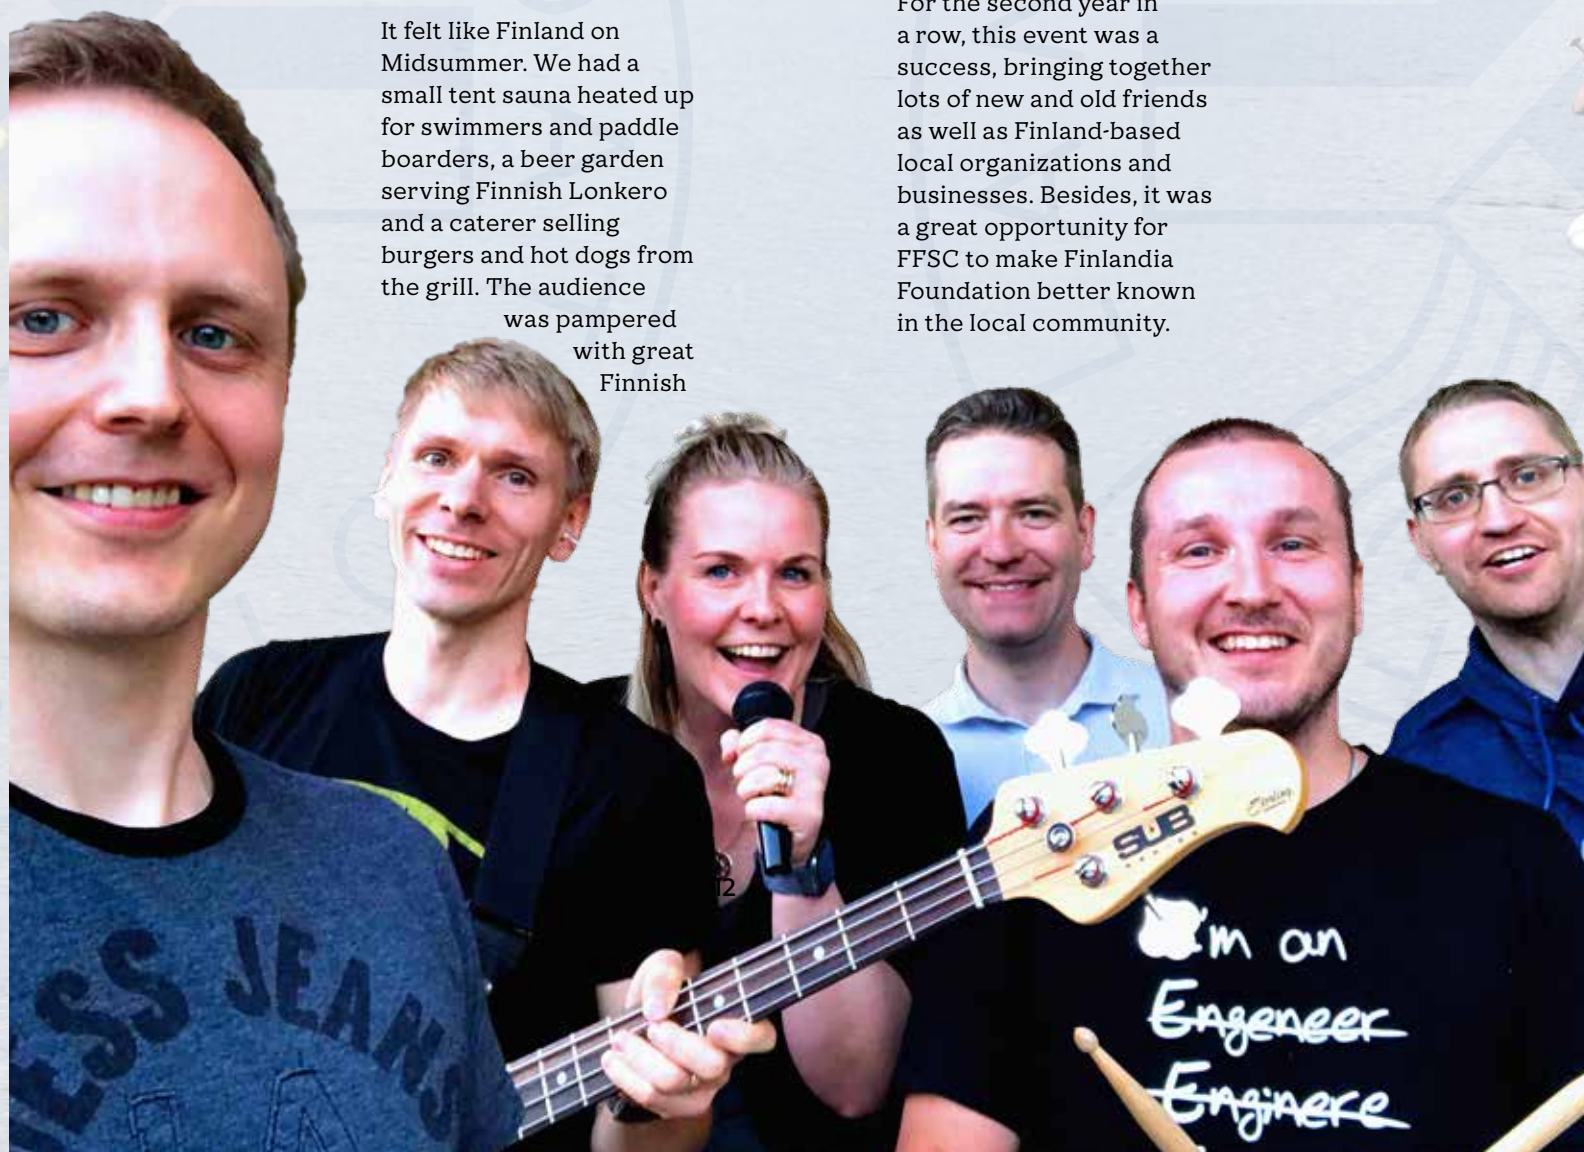 It felt like Finland on
Midsummer. We had a
small tent sauna heated up
for swimmers and paddle
boarders, a beer garden
serving Finnish Lonkero
and a caterer selling
burgers and hot dogs from
the grill. The audience
was pampered
with great
Finnish
For the second year in
a row, this event was a
success, bringing together
lots of new and old friends
as well as Finland-based
local organizations and
businesses. Besides, it was
a great opportunity for
FFSC to make Finlandia
Foundation better known
in the local community.
12
SUB
Sterling
ESS JEANS
LA
I'm an
Engeneer
Enginere